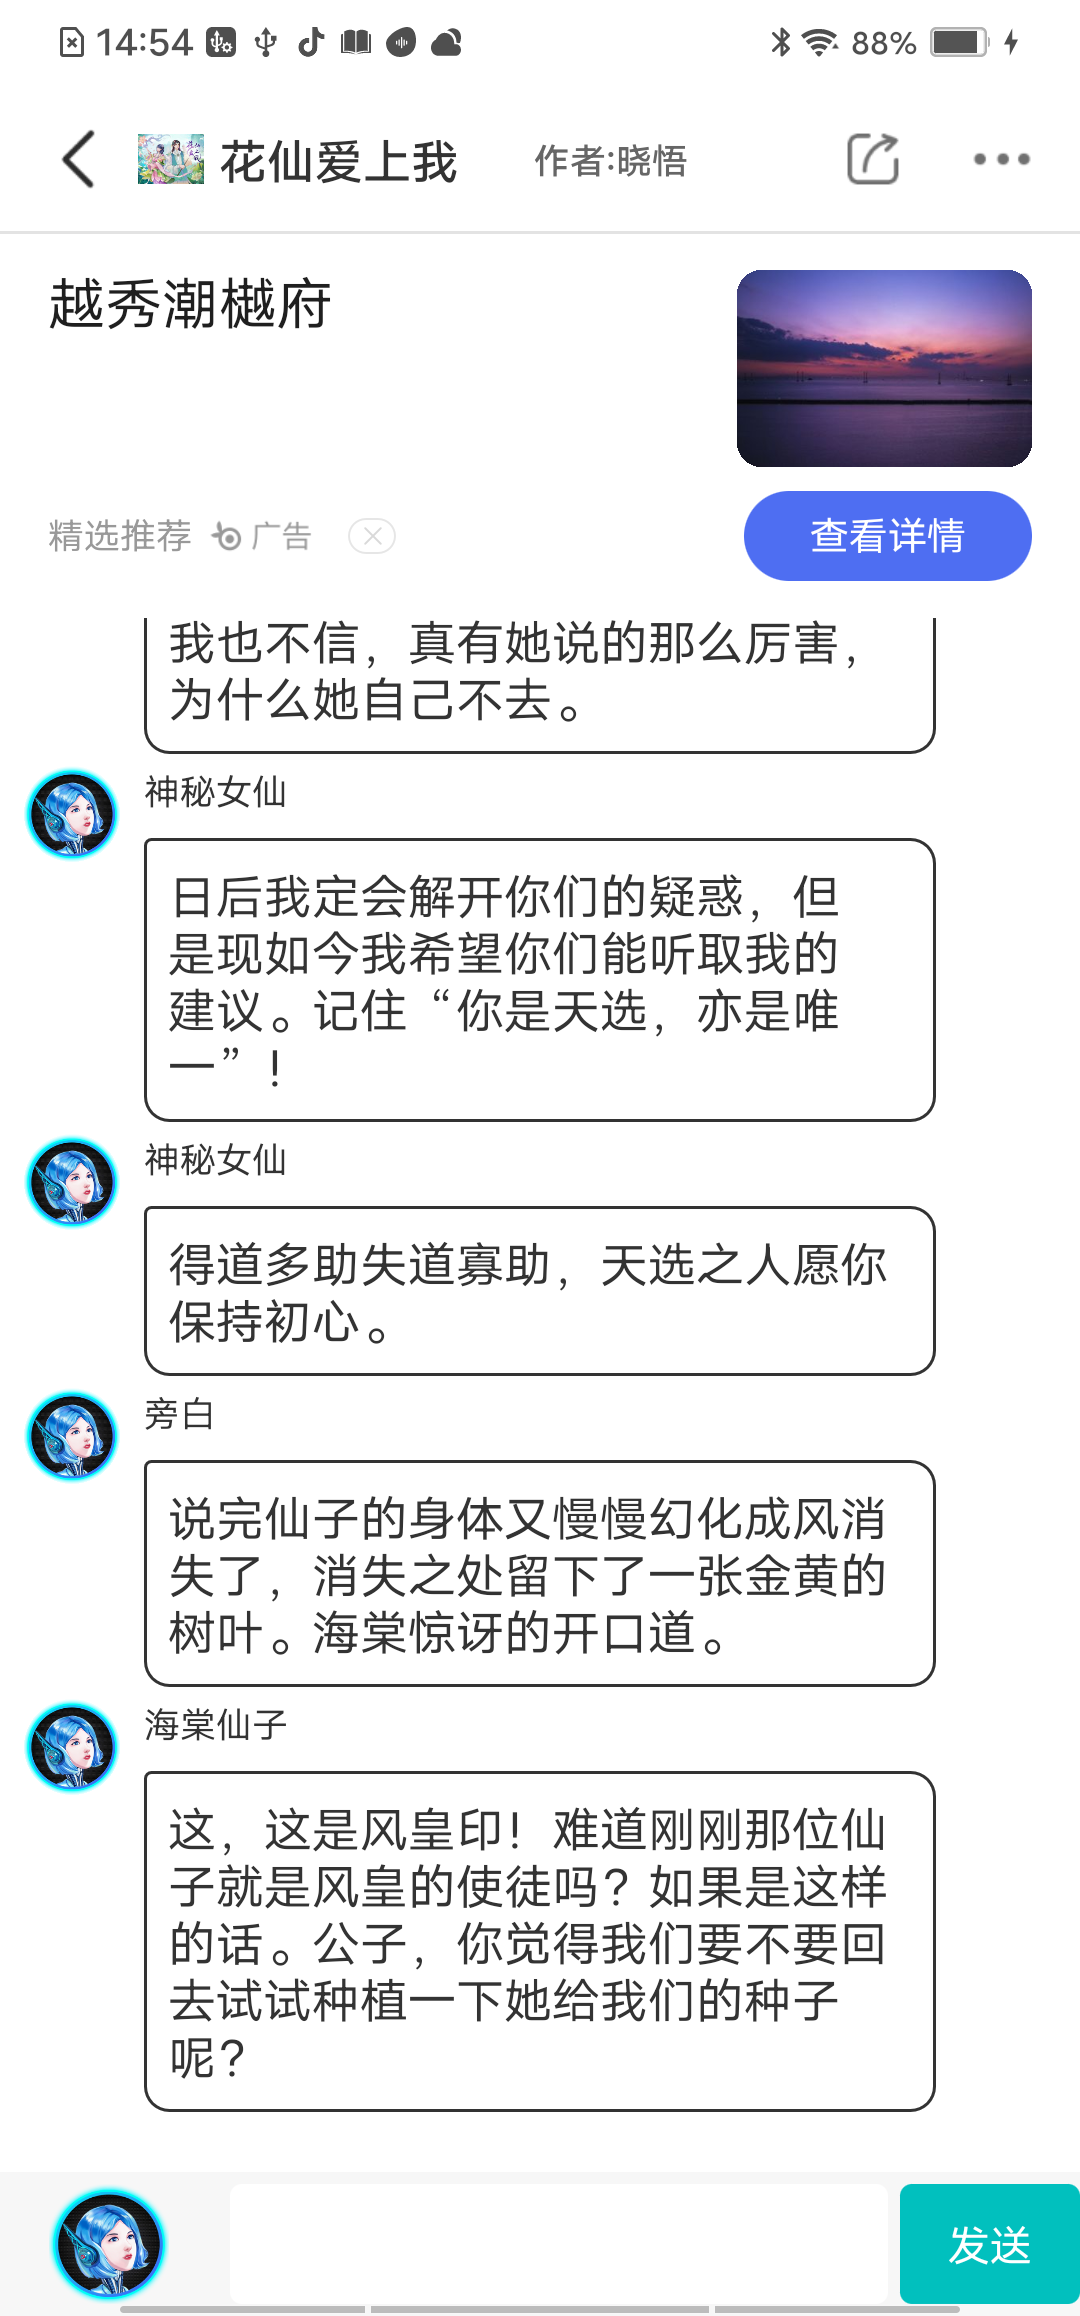 14:54
88%
花仙爱上我
作者:晓悟
越秀潮樾府
精选推荐
广告
查看详情
我也不信，真有她说的那么厉害，
为什么她自己不去。
神秘女仙
日后我定会解开你们的疑惑，但
是现如今我希望你们能听取我的
建议。记住“你是天选，亦是唯
一”！
神秘女仙
得道多助失道寡助，天选之人愿你
保持初心。
旁白
说完仙子的身体又慢慢幻化成风消
失了，消失之处留下了一张金黄的
树叶。海棠惊讶的开口道。
海棠仙子
这，这是风皇印！难道刚刚那位仙
子就是风皇的使徒吗？如果是这样
的话。公子，你觉得我们要不要回
去试试种植一下她给我们的种子
呢？
发送